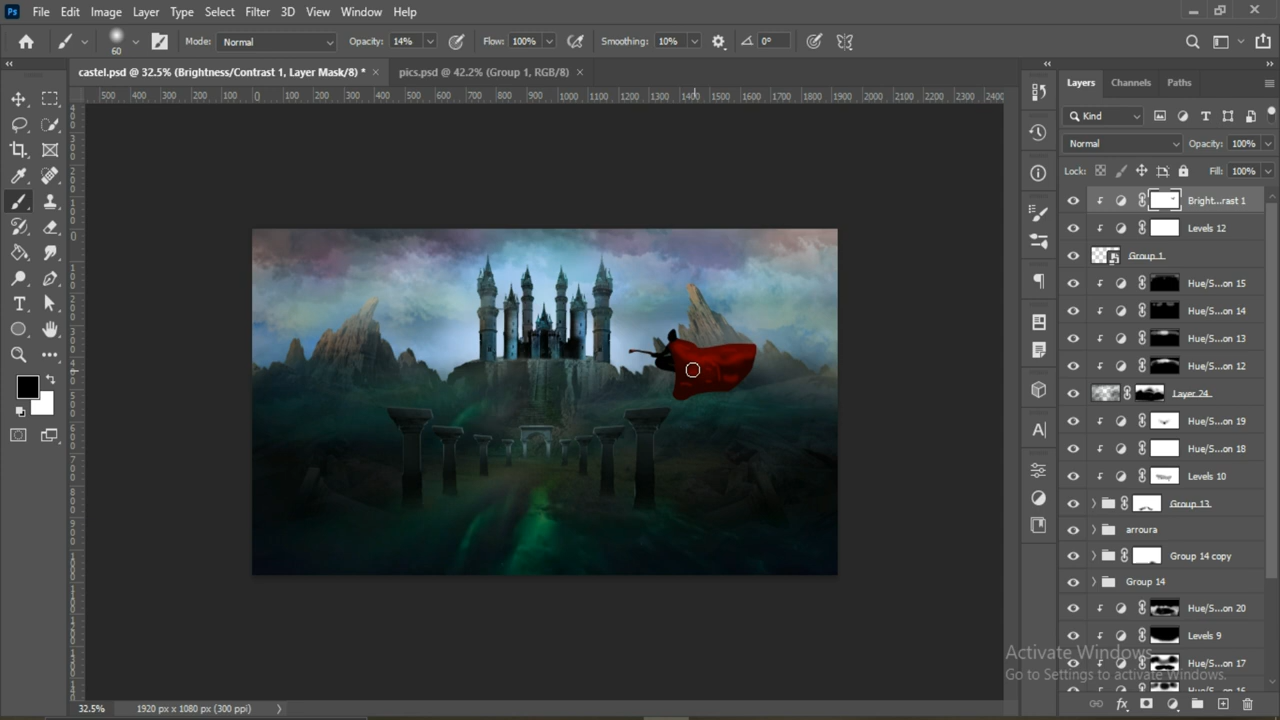 Ps File Edit Image Layer Type Select Filter 3D View Window Help
60 Mode: Normal Opacity: 14% Flow: 100% Smoothing: 10% 0°
castel.psd @ 32.5% (Brightness/Contrast 1, Layer Mask/8) * × pics.psd @ 42.2% (Group 1, RGB/8) ×
500 400 300 200 100 0 100 200 300 400 500 600 700 800 900 1000 1100 1200 1300 1400 1500 1600 1700 1800 1900 2000 2100 2200 2300 2400
Layers Channels Paths
Kind
Normal Opacity: 100%
Lock: Fill: 100%
Bright...rast 1
Levels 12
Group 1
Hue/S...on 15
Hue/S...on 14
Hue/S...on 13
Hue/S...on 12
Layer 24
Hue/S...on 19
Hue/S...on 18
Levels 10
Group 13
arroura
Group 14 copy
Group 14
Hue/S...on 20
Levels 9
Hue/S...on 17
Hue/S...on 16
Activate Windows
Go to Settings to activate Windows.
32.5% 1920 px x 1080 px (300 ppi)